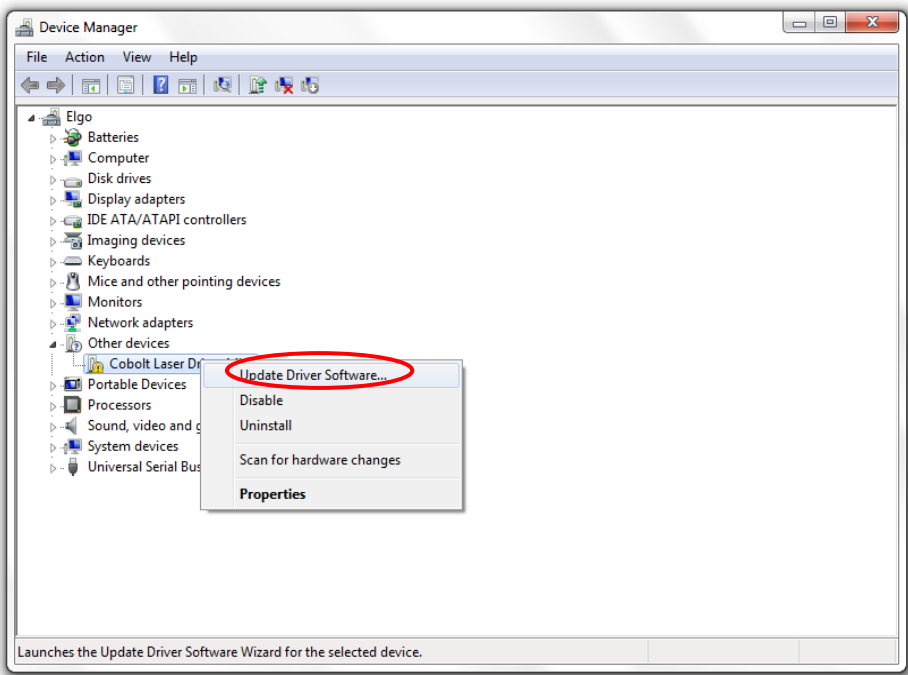 Device Manager
File Action View Help
Elgo
Batteries
Computer
Disk drives
Display adapters
IDE ATA/ATAPI controllers
Imaging devices
Keyboards
Mice and other pointing devices
Monitors
Network adapters
Other devices
Cobolt Laser
Update Driver Software...
Portable Devices
Disable
Processors
Sound, video and
Uninstall
System devices
Scan for hardware changes
Universal Serial Bus
Properties
Launches the Update Driver Software Wizard for the selected device.